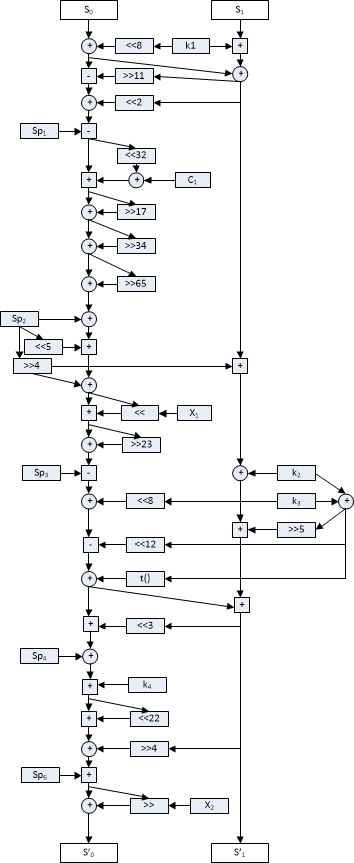 S0 S1
+ <<8 k1 +
- >>11 +
+ <<2
Sp1 -
<<32
+ + C1
+ >>17
+ >>34
+ >>65
Sp2 +
<<5 +
>>4 +
+
+ << X1
+ >>23
Sp3 - + k2
+ <<8 k3 +
+ >>5
- <<12
+ t()
+
+ <<3
Sp4 +
+ k4
+ <<22
+ >>4
Sp6 +
+ >> X2
S'0 S'1